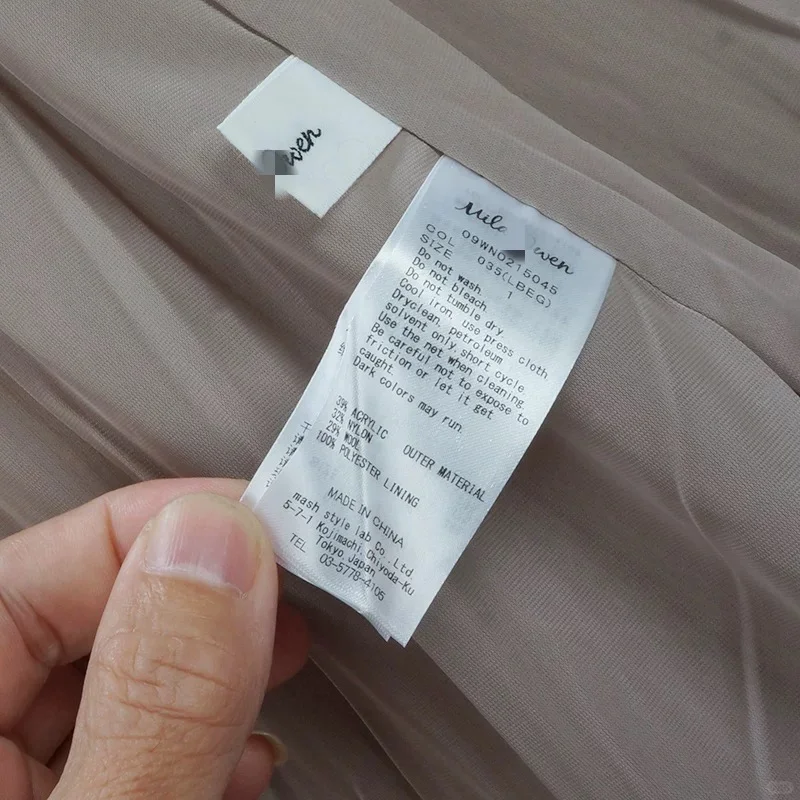 wen
Mil wen
COL 09WN0215045
SIZE 035(LBEG)
1
Do not wash
Do not bleach
Do not tumble dry
Cool iron, use press cloth
Dryclean, petroleum
solvent only, short cycle.
Use the net when cleaning.
Be careful not to expose to
friction or let it get
caught.
Dark colors may run
39% ACRYLIC OUTER MATERIAL
32% NYLON
29% WOOL
100% POLYESTER LINING
MADE IN CHINA
mash style lab Co., Ltd.
5-7-1 Kojimachi, Chiyoda-Ku
Tokyo Japan
TEL 03-5778-4105